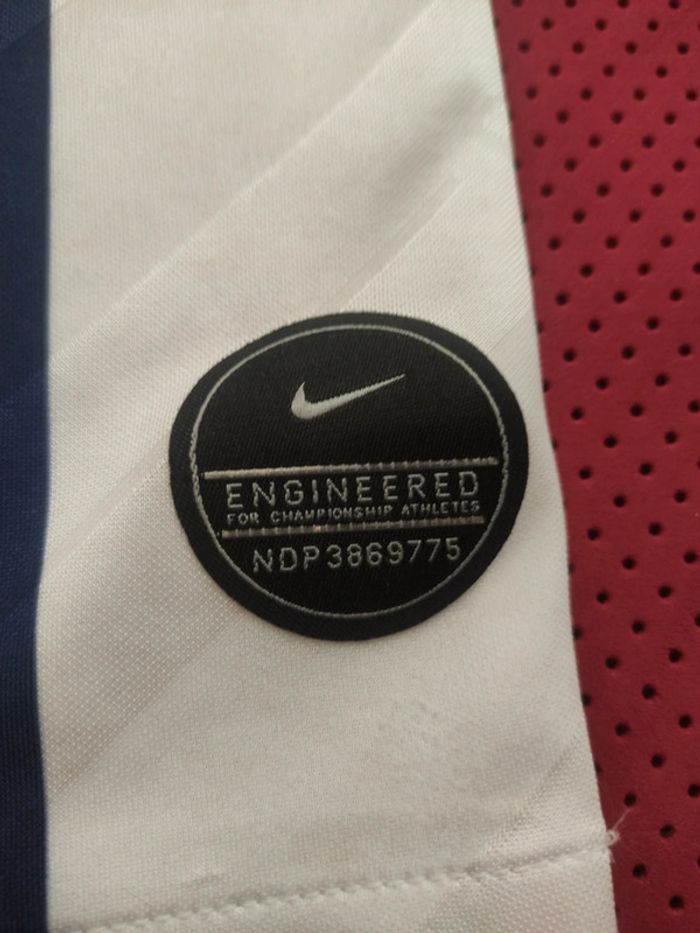 ENGINEERED
FOR CHAMPIONSHIP ATHLETES
NDP3869775